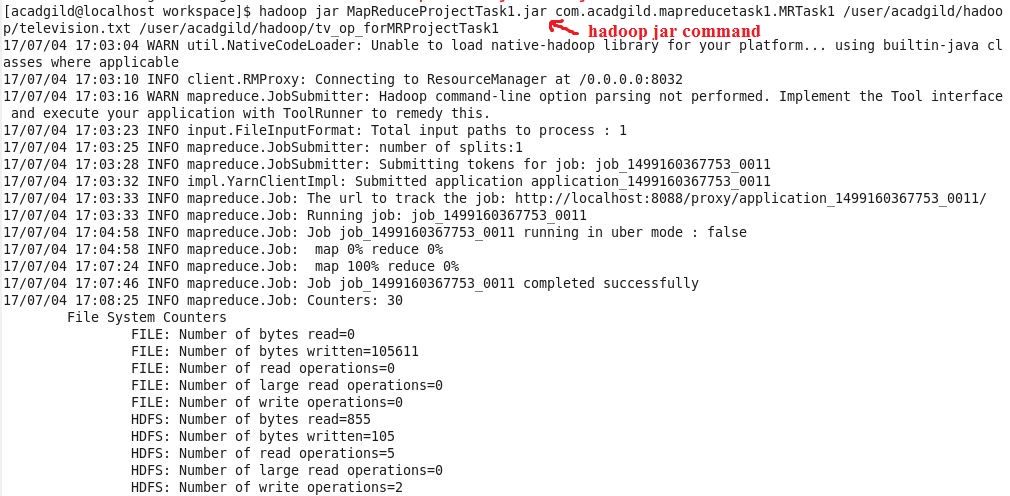 [acadgild@localhost workspace]$ hadoop jar MapReduceProjectTask1.jar com.acadgild.mapreducetask1.MRTask1 /user/acadgild/hadoo
p/television.txt /user/acadgild/hadoop/tv_op_forMRProjectTask1
hadoop jar command
17/07/04 17:03:04 WARN util.NativeCodeLoader: Unable to load native-hadoop library for your platform... using builtin-java cl
asses where applicable
17/07/04 17:03:10 INFO client.RMProxy: Connecting to ResourceManager at /0.0.0.0:8032
17/07/04 17:03:16 WARN mapreduce.JobSubmitter: Hadoop command-line option parsing not performed. Implement the Tool interface
 and execute your application with ToolRunner to remedy this.
17/07/04 17:03:23 INFO input.FileInputFormat: Total input paths to process : 1
17/07/04 17:03:25 INFO mapreduce.JobSubmitter: number of splits:1
17/07/04 17:03:28 INFO mapreduce.JobSubmitter: Submitting tokens for job: job_1499160367753_0011
17/07/04 17:03:32 INFO impl.YarnClientImpl: Submitted application application_1499160367753_0011
17/07/04 17:03:33 INFO mapreduce.Job: The url to track the job: http://localhost:8088/proxy/application_1499160367753_0011/
17/07/04 17:03:33 INFO mapreduce.Job: Running job: job_1499160367753_0011
17/07/04 17:04:58 INFO mapreduce.Job: Job job_1499160367753_0011 running in uber mode : false
17/07/04 17:04:58 INFO mapreduce.Job:  map 0% reduce 0%
17/07/04 17:07:24 INFO mapreduce.Job:  map 100% reduce 0%
17/07/04 17:07:46 INFO mapreduce.Job: Job job_1499160367753_0011 completed successfully
17/07/04 17:08:25 INFO mapreduce.Job: Counters: 30
File System Counters
FILE: Number of bytes read=0
FILE: Number of bytes written=105611
FILE: Number of read operations=0
FILE: Number of large read operations=0
FILE: Number of write operations=0
HDFS: Number of bytes read=855
HDFS: Number of bytes written=105
HDFS: Number of read operations=5
HDFS: Number of large read operations=0
HDFS: Number of write operations=2